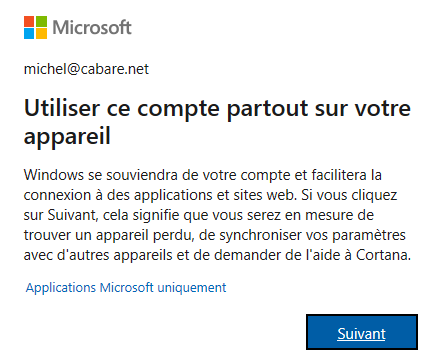 Microsoft
michel@cabare.net
Utiliser ce compte partout sur votre
appareil
Windows se souviendra de votre compte et facilitera la
connexion à des applications et sites web. Si vous cliquez
sur Suivant, cela signifie que vous serez en mesure de
trouver un appareil perdu, de synchroniser vos paramètres
avec d'autres appareils et de demander de l'aide à Cortana.
Applications Microsoft uniquement
Suivant